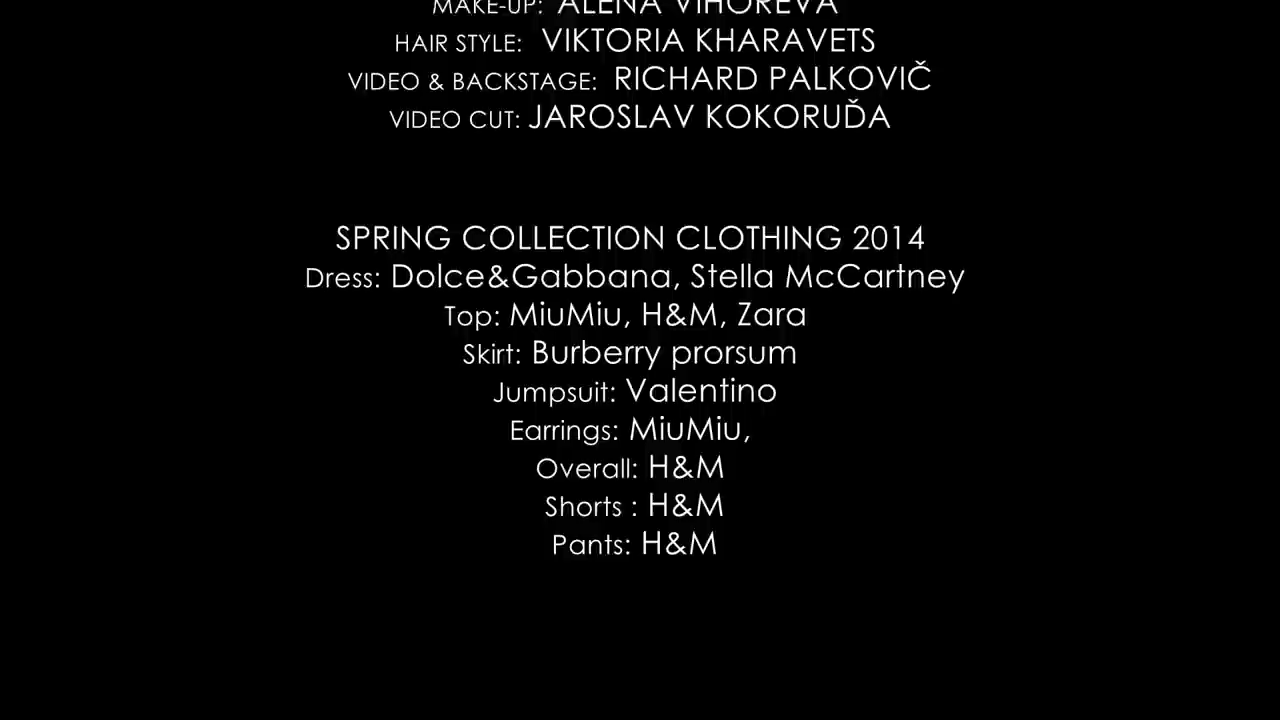 MAKE-UP: ALENA VIHOREVA
HAIR STYLE: VIKTORIA KHARAVETS
VIDEO & BACKSTAGE: RICHARD PALKOVIČ
VIDEO CUT: JAROSLAV KOKORUĎA
SPRING COLLECTION CLOTHING 2014
Dress: Dolce&Gabbana, Stella McCartney
Top: MiuMiu, H&M, Zara
Skirt: Burberry prorsum
Jumpsuit: Valentino
Earrings: MiuMiu,
Overall: H&M
Shorts : H&M
Pants: H&M